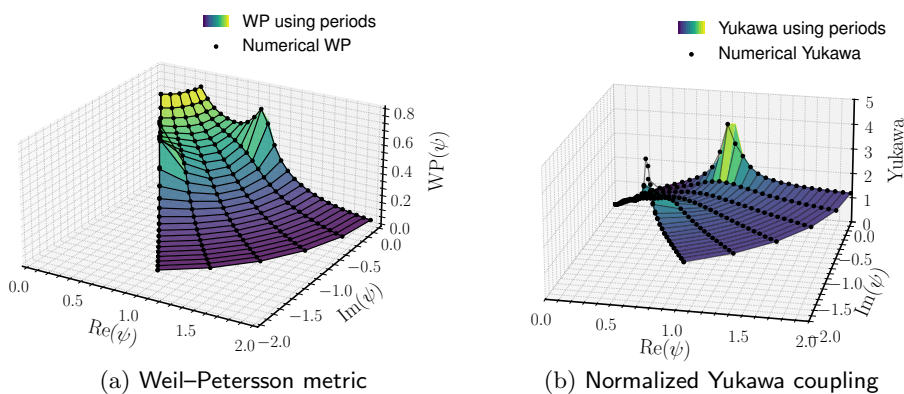 WP using periods
Numerical WP
0.0
0.5
1.0
1.5
2.0
Re(ψ)
−2.0
−1.5
−1.0
−0.5
0.0
Im(ψ)
0.0
0.2
0.4
0.6
0.8
WP(ψ)
(a) Weil–Petersson metric
Yukawa using periods
Numerical Yukawa
0.0
0.5
1.0
1.5
2.0
Re(ψ)
−2.0
−1.5
−1.0
−0.5
0.0
Im(ψ)
0
1
2
3
4
5
Yukawa
(b) Normalized Yukawa coupling